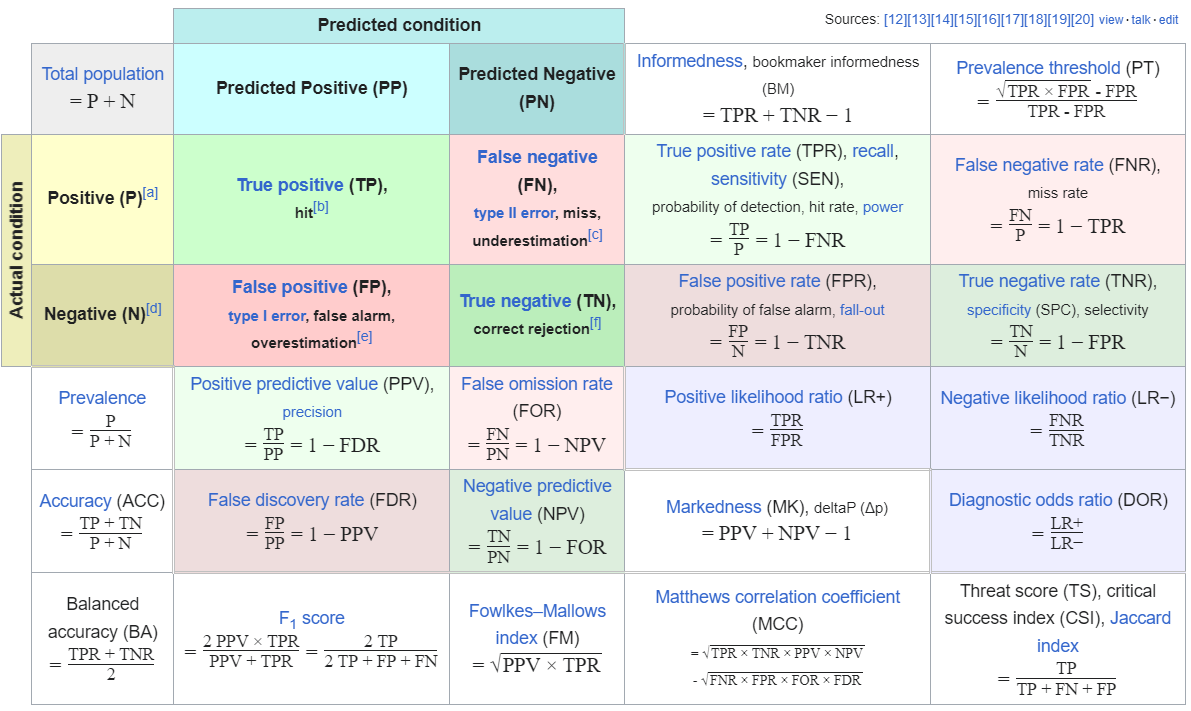 Predicted condition
Sources: [12][13][14][15][16][17][18][19][20] view · talk · edit
Total population
= P + N
Predicted Positive (PP)
Predicted Negative
(PN)
Informedness, bookmaker informedness
(BM)
= TPR + TNR − 1
Prevalence threshold (PT)
= √TPR × FPR - FPR
TPR - FPR
Actual condition
Positive (P)[a]
True positive (TP),
hit[b]
False negative
(FN),
type II error, miss,
underestimation[c]
True positive rate (TPR), recall,
sensitivity (SEN),
probability of detection, hit rate, power
= TP/P = 1 − FNR
False negative rate (FNR),
miss rate
= FN/P = 1 − TPR
Negative (N)[d]
False positive (FP),
type I error, false alarm,
overestimation[e]
True negative (TN),
correct rejection[f]
False positive rate (FPR),
probability of false alarm, fall-out
= FP/N = 1 − TNR
True negative rate (TNR),
specificity (SPC), selectivity
= TN/N = 1 − FPR
Prevalence
= P/P + N
Positive predictive value (PPV),
precision
= TP/PP = 1 − FDR
False omission rate
(FOR)
= FN/PN = 1 − NPV
Positive likelihood ratio (LR+)
= TPR/FPR
Negative likelihood ratio (LR−)
= FNR/TNR
Accuracy (ACC)
= TP + TN/P + N
False discovery rate (FDR)
= FP/PP = 1 − PPV
Negative predictive
value (NPV)
= TN/PN = 1 − FOR
Markedness (MK), deltaP (Δp)
= PPV + NPV − 1
Diagnostic odds ratio (DOR)
= LR+/LR−
Balanced
accuracy (BA)
= TPR + TNR/2
F1 score
= 2 PPV × TPR/PPV + TPR = 2 TP/2 TP + FP + FN
Fowlkes–Mallows
index (FM)
= √PPV × TPR
Matthews correlation coefficient
(MCC)
= √TPR × TNR × PPV × NPV
- √FNR × FPR × FOR × FDR
Threat score (TS), critical
success index (CSI), Jaccard
index
= TP/TP + FN + FP